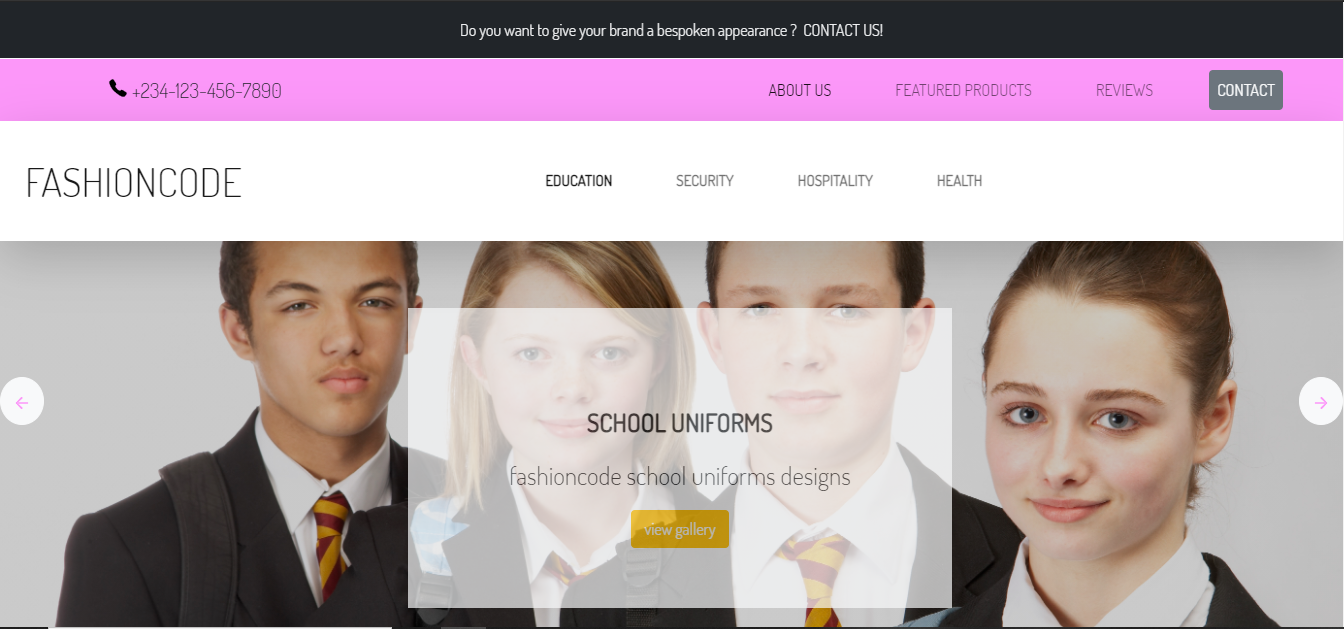 Do you want to give your brand a bespoken appearance ? CONTACT US!
+234-123-456-7890 ABOUT US FEATURED PRODUCTS REVIEWS CONTACT
FASHIONCODE EDUCATION SECURITY HOSPITALITY HEALTH
SCHOOL UNIFORMS
fashioncode school uniforms designs
view gallery